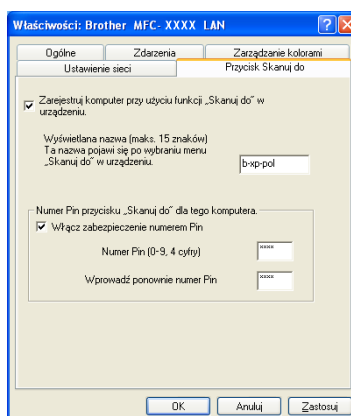 Właściwości: Brother MFC- XXXX LAN
Ogólne Zdarzenia Zarządzanie kolorami
Ustawienie sieci Przycisk Skanuj do
Zarejestruj komputer przy użyciu funkcji „Skanuj do” w
urządzeniu.
Wyświetlana nazwa (maks. 15 znaków)
Ta nazwa pojawi się po wybraniu menu
„Skanuj do” w urządzeniu.
b-xp-pol
Numer Pin przycisku „Skanuj do” dla tego komputera.
Włącz zabezpieczenie numerem Pin
Numer Pin (0-9, 4 cyfry) ××××
Wprowadź ponownie numer Pin ××××
OK Anuluj Zastosuj